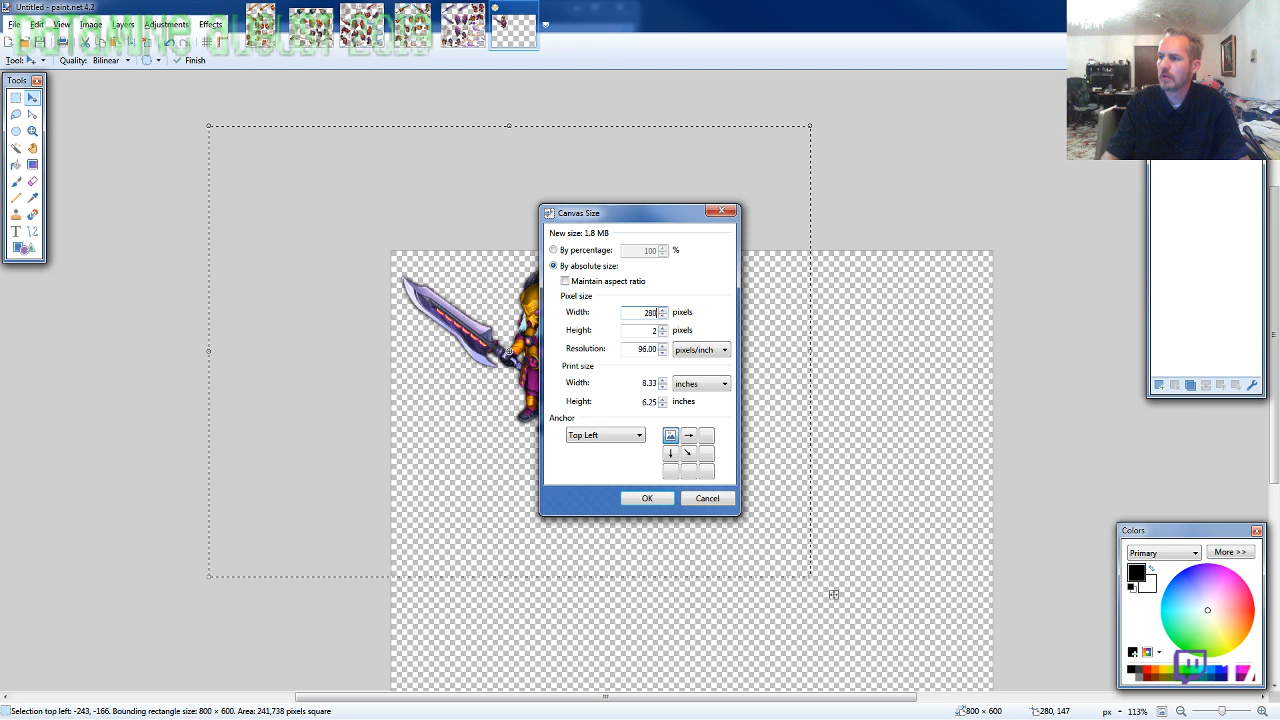 Untitled - paint.net 4.2
File Edit View Image Layers Adjustments Effects
Tool: Quality: Bilinear Finish
Tools
Canvas Size
New size: 1.8 MB
By percentage: 100 %
By absolute size:
Maintain aspect ratio
Pixel size
Width: 280 pixels
Height: 2 pixels
Resolution: 96.00 pixels/inch
Print size
Width: 8.33 inches
Height: 6.25 inches
Anchor
Top Left
OK Cancel
Colors
Primary More >>
17
Selection top left: -243, -166. Bounding rectangle size: 800 × 600. Area: 241,738 pixels square
800 × 600 280, 147 px 113%